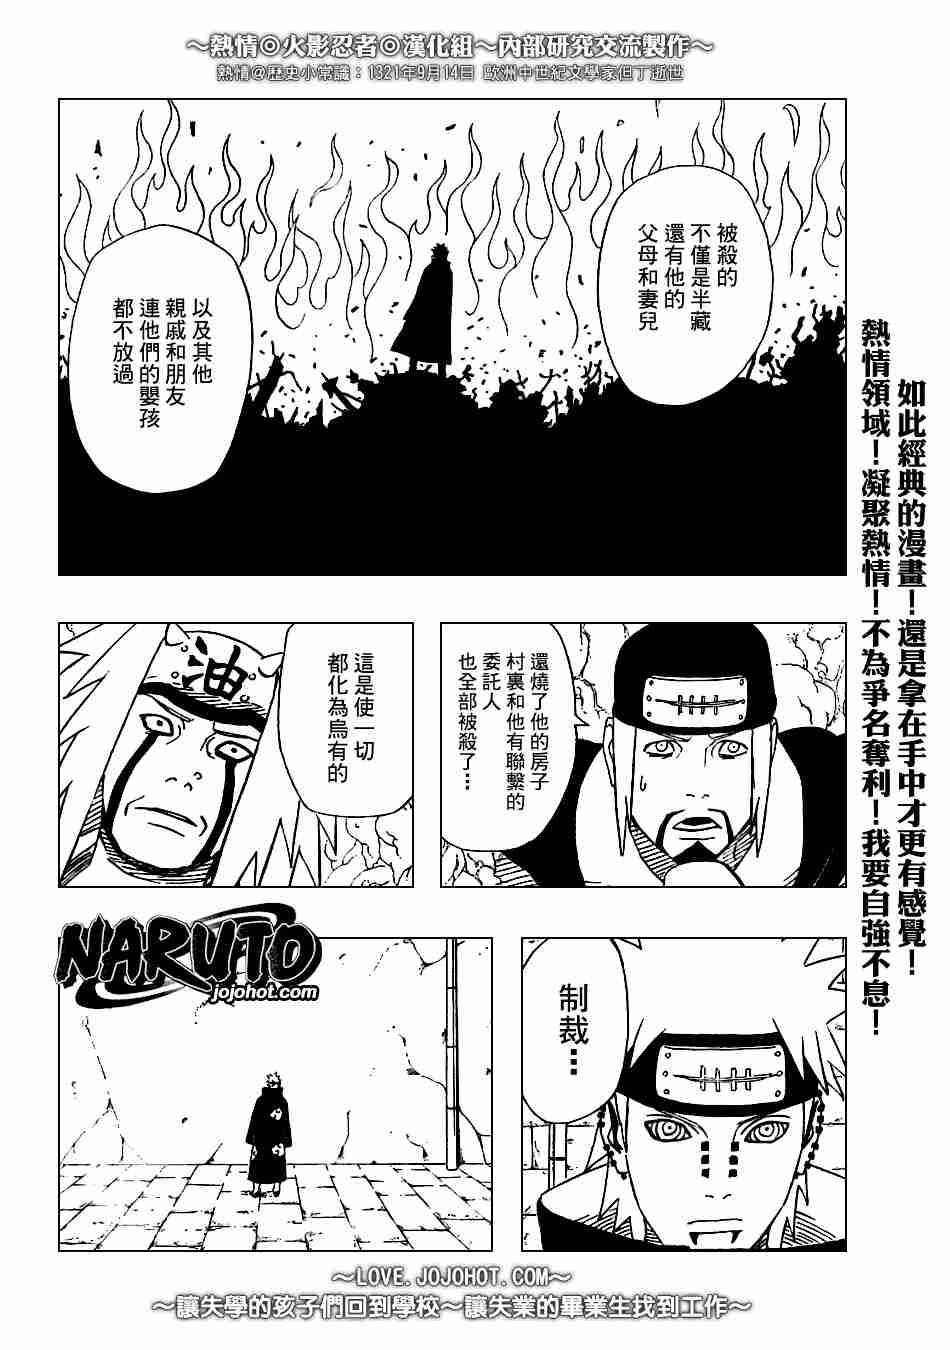 ～熱情◎火影忍者◎漢化組～內部研究交流製作～
熱情@歷史小常識：1321年9月14日 歐洲中世紀文學家但丁逝世
被殺的
不僅是半藏
還有他的
父母和妻兒
以及其他
親戚和朋友
連他們的嬰孩
都不放過
如此經典的漫畫！還是拿在手中才更有感覺！
熱情領域！凝聚熱情！不為爭名奪利！我要自強不息！
還燒了他的房子
村裏和他有聯繫的
委託人
也全部被殺了…
這是使一切
都化為烏有的
油
制裁…
NARUTO
jojohot.com
～LOVE.JOJOHOT.COM～
～讓失學的孩子們回到學校～讓失業的畢業生找到工作～